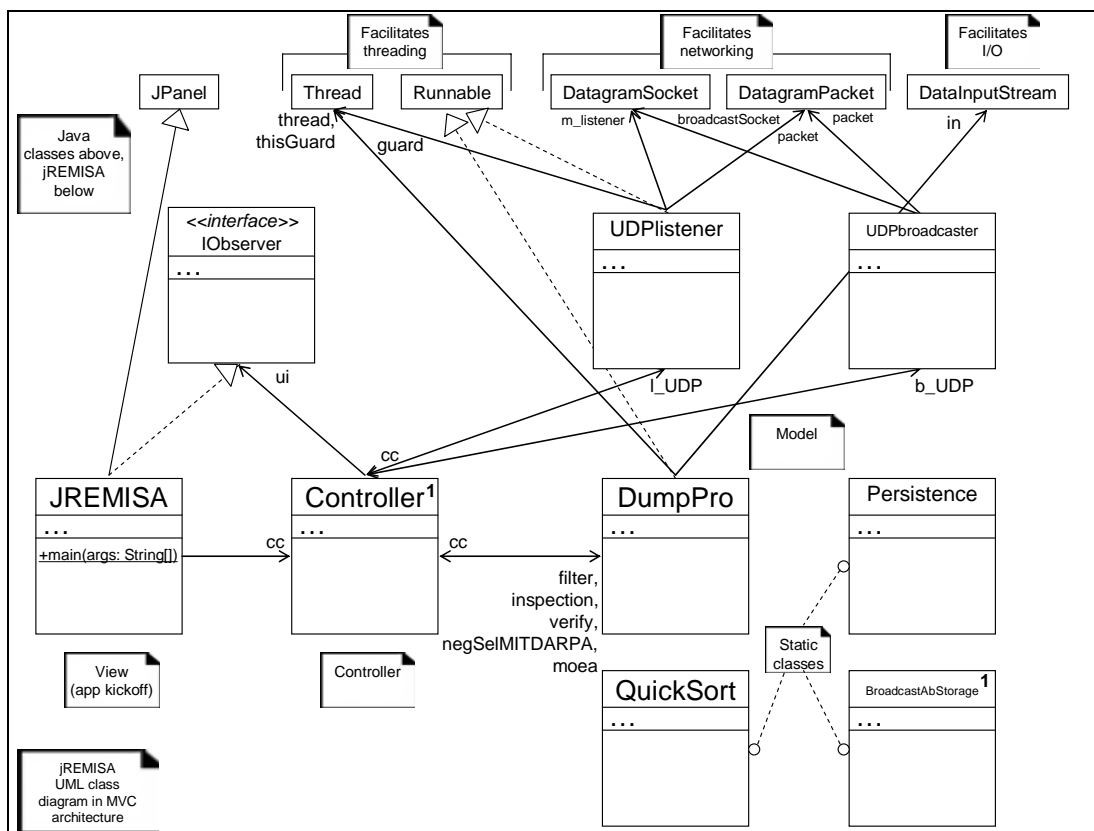 Facilitates
threading
Facilitates
networking
Facilitates
I/O
JPanel
Thread
Runnable
DatagramSocket
DatagramPacket
DataInputStream
thread,
thisGuard
guard
m_listener
broadcastSocket
packet
packet
in
Java
classes above,
jREMISA
below
<<interface>>
IObserver
...
UDPlistener
...
UDPbroadcaster
...
ui
l_UDP
b_UDP
cc
Model
JREMISA
...
+main(args: String[])
cc
Controller1
...
cc
DumpPro
...
Persistence
...
filter,
inspection,
verify,
negSelMITDARPA,
moea
Static
classes
View
(app kickoff)
Controller
QuickSort
...
BroadcastAbStorage1
...
jREMISA
UML class
diagram in MVC
architecture